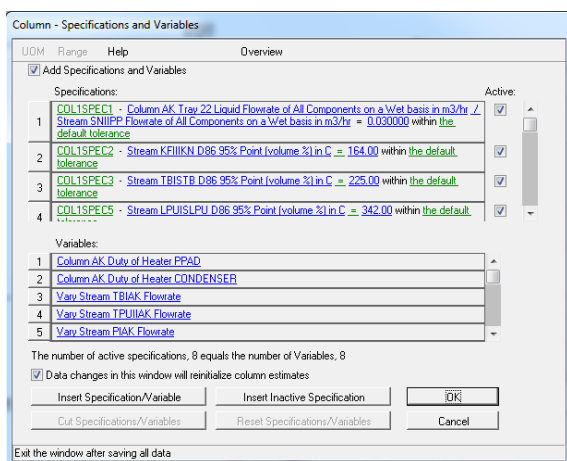 Column - Specifications and Variables
UOM Range Help Overview
Add Specifications and Variables
Specifications: Active:
COL1SPEC1 - Column AK Tray 22 Liquid Flowrate of All Components on a Wet basis in m3/hr /
1 Stream SNIIPP Flowrate of All Components on a Wet basis in m3/hr = 0.030000 within the
default tolerance
2 COL1SPEC2 - Stream KFIIIKN D86 95% Point (volume %) in C = 164.00 within the default
tolerance
3 COL1SPEC3 - Stream TBISTB D86 95% Point (volume %) in C = 225.00 within the default
tolerance
4 COL1SPEC5 - Stream LPUISLPU D86 95% Point (volume %) in C = 342.00 within the default
Variables:
1 Column AK Duty of Heater PPAD
2 Column AK Duty of Heater CONDENSER
3 Vary Stream TBIAK Flowrate
4 Vary Stream TPUIIAK Flowrate
5 Vary Stream PIAK Flowrate
The number of active specifications, 8 equals the number of Variables, 8
Data changes in this window will reinitialize column estimates
Insert Specification/Variable Insert Inactive Specification OK
Cut Specifications/Variables Reset Specifications/Variables Cancel
Exit the window after saving all data